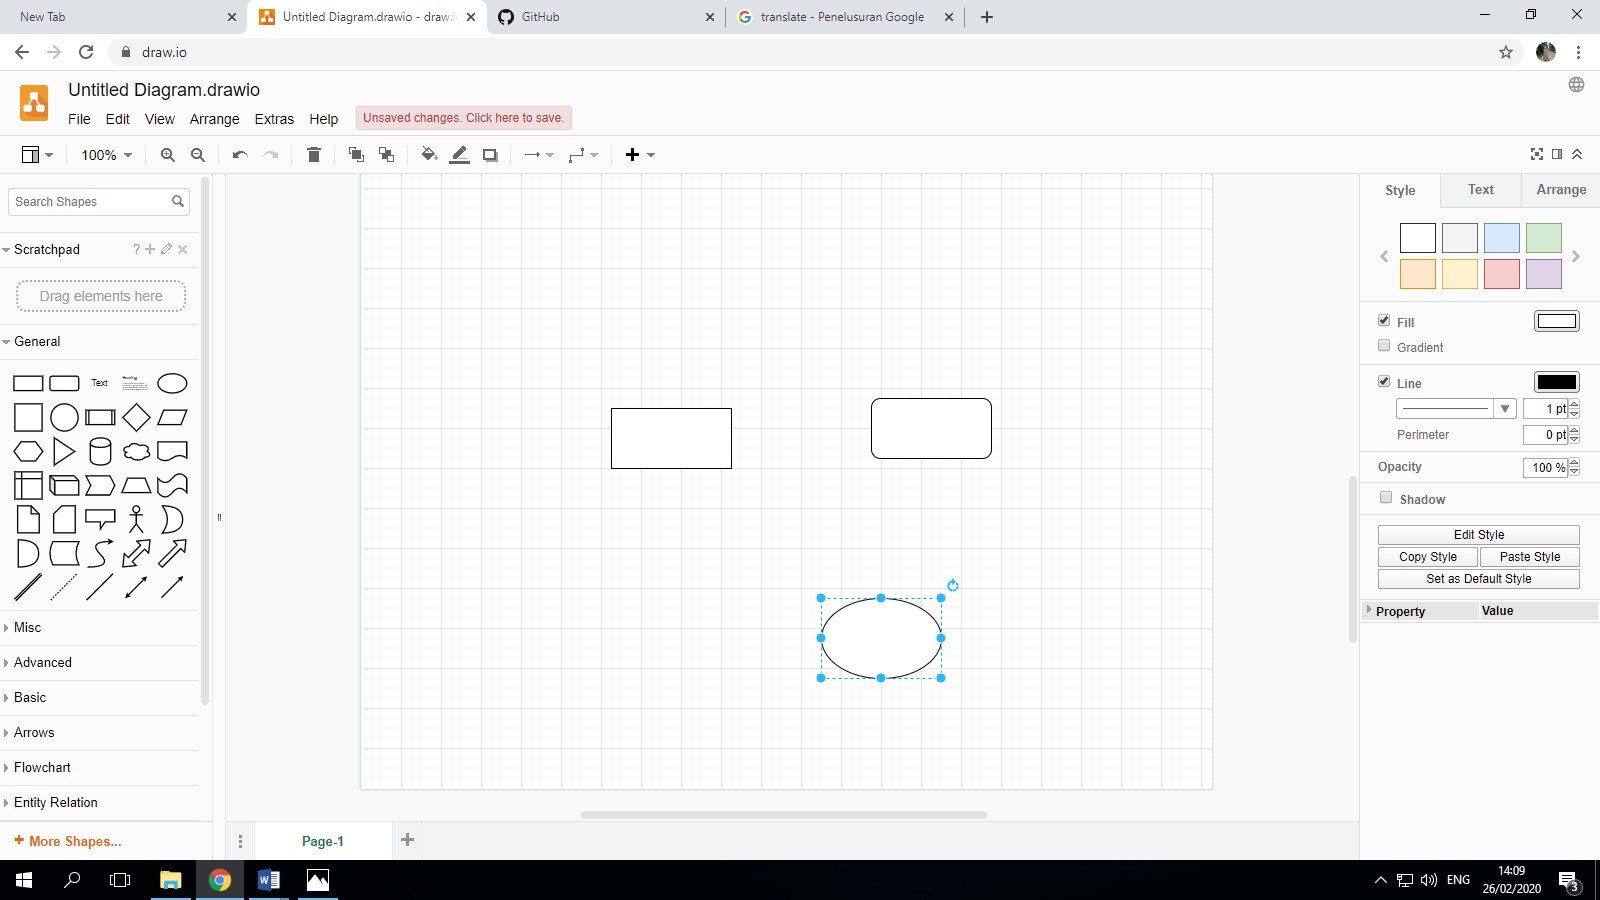 New Tab
Untitled Diagram.drawio - draw.i
GitHub
translate - Penelusuran Google
draw.io
Untitled Diagram.drawio
File Edit View Arrange Extras Help
Unsaved changes. Click here to save.
100%
Search Shapes
Scratchpad
?
Drag elements here
General
Text
Heading
Misc
Advanced
Basic
Arrows
Flowchart
Entity Relation
+ More Shapes...
Page-1
Style Text Arrange
Fill
Gradient
Line
1 pt
Perimeter 0 pt
Opacity 100 %
Shadow
Edit Style
Copy Style Paste Style
Set as Default Style
Property Value
ENG
14:09
26/02/2020
3